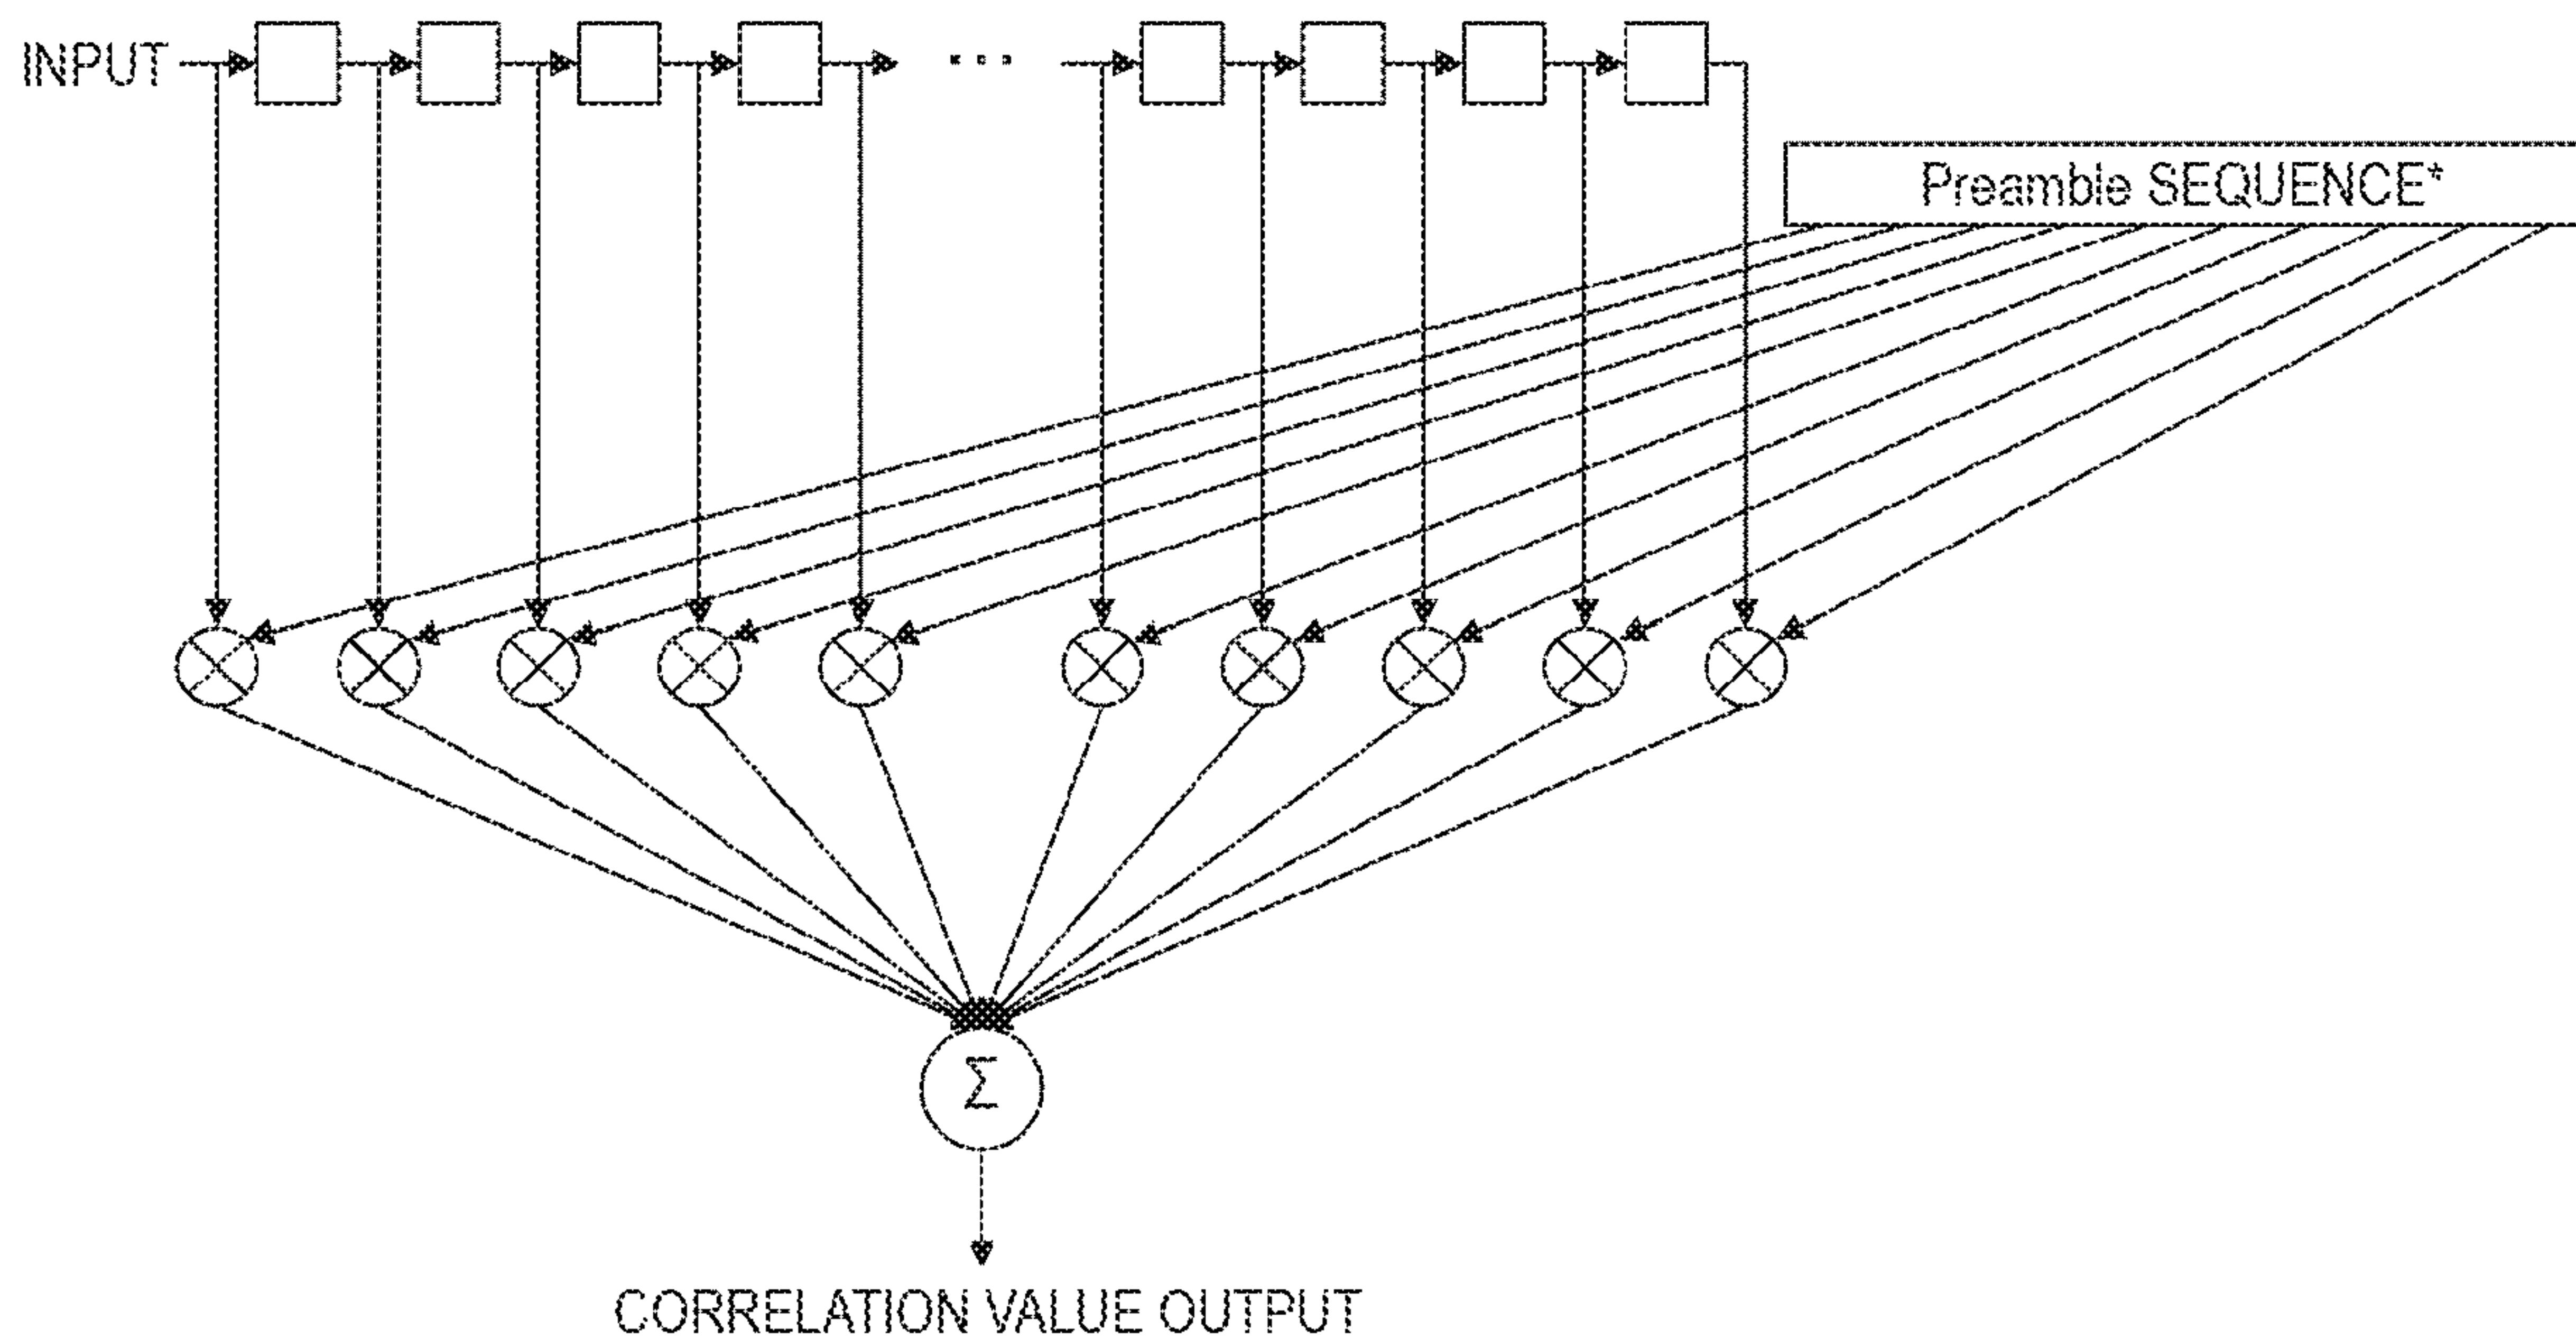 INPUT
...
Preamble SEQUENCE*
Σ
CORRELATION VALUE OUTPUT